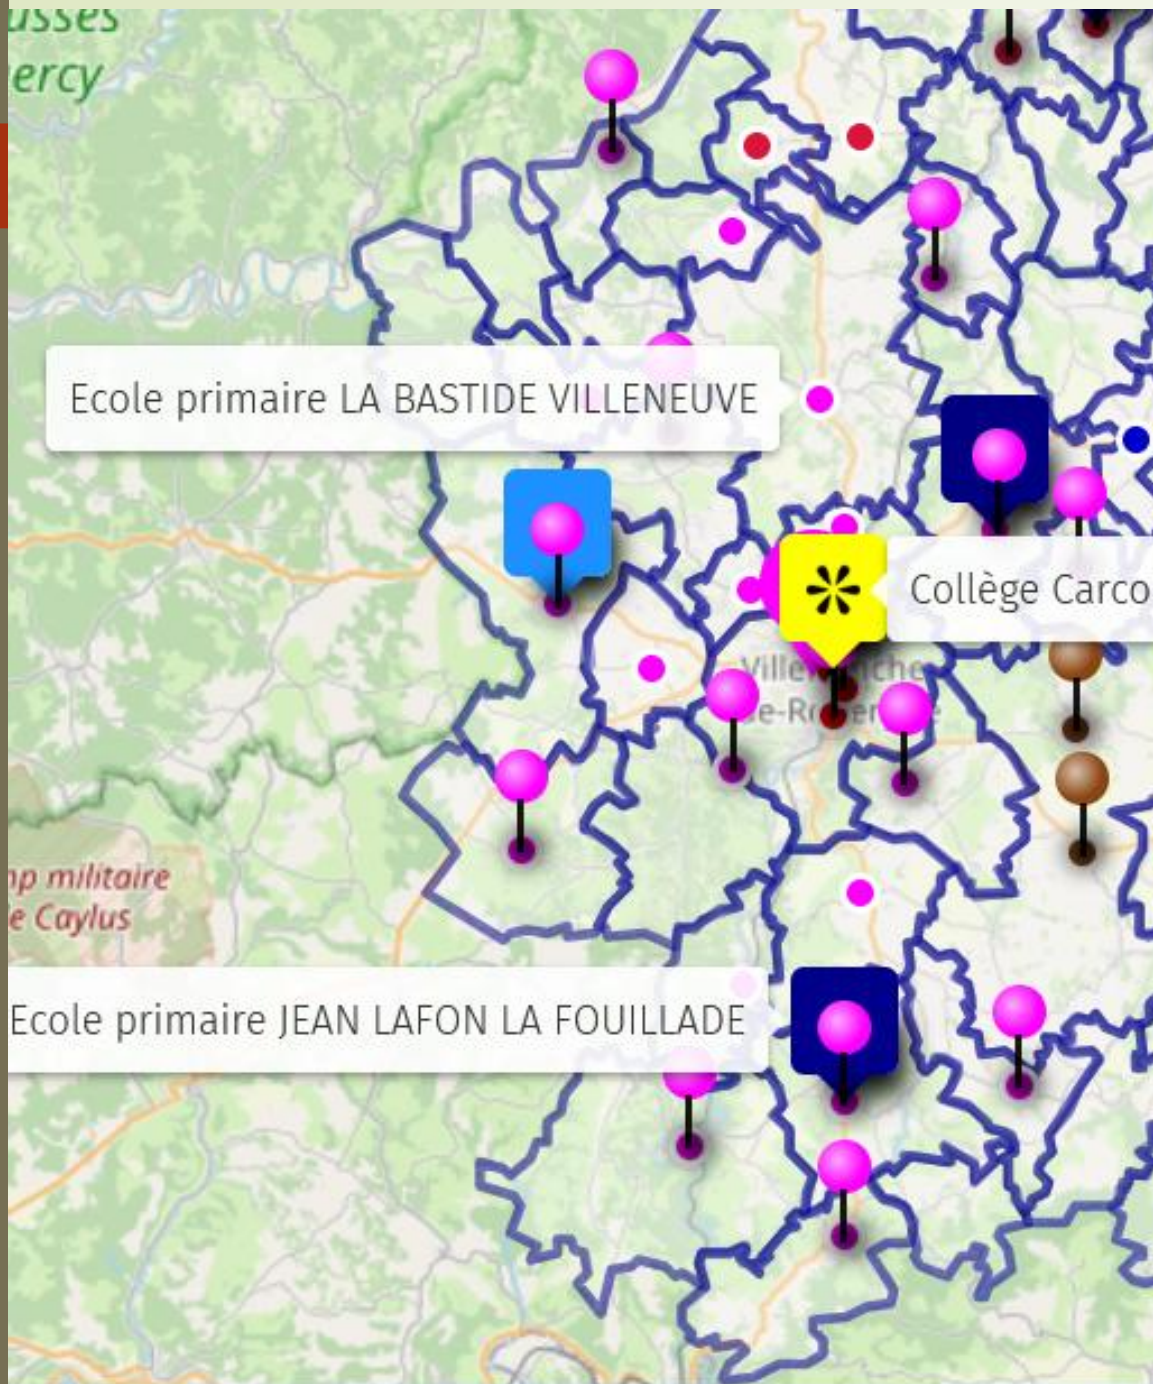 usses
ercy
Ecole primaire LA BASTIDE VILLENEUVE
Collège Carco
np militaire
e Caylus
Ecole primaire JEAN LAFON LA FOUILLADE